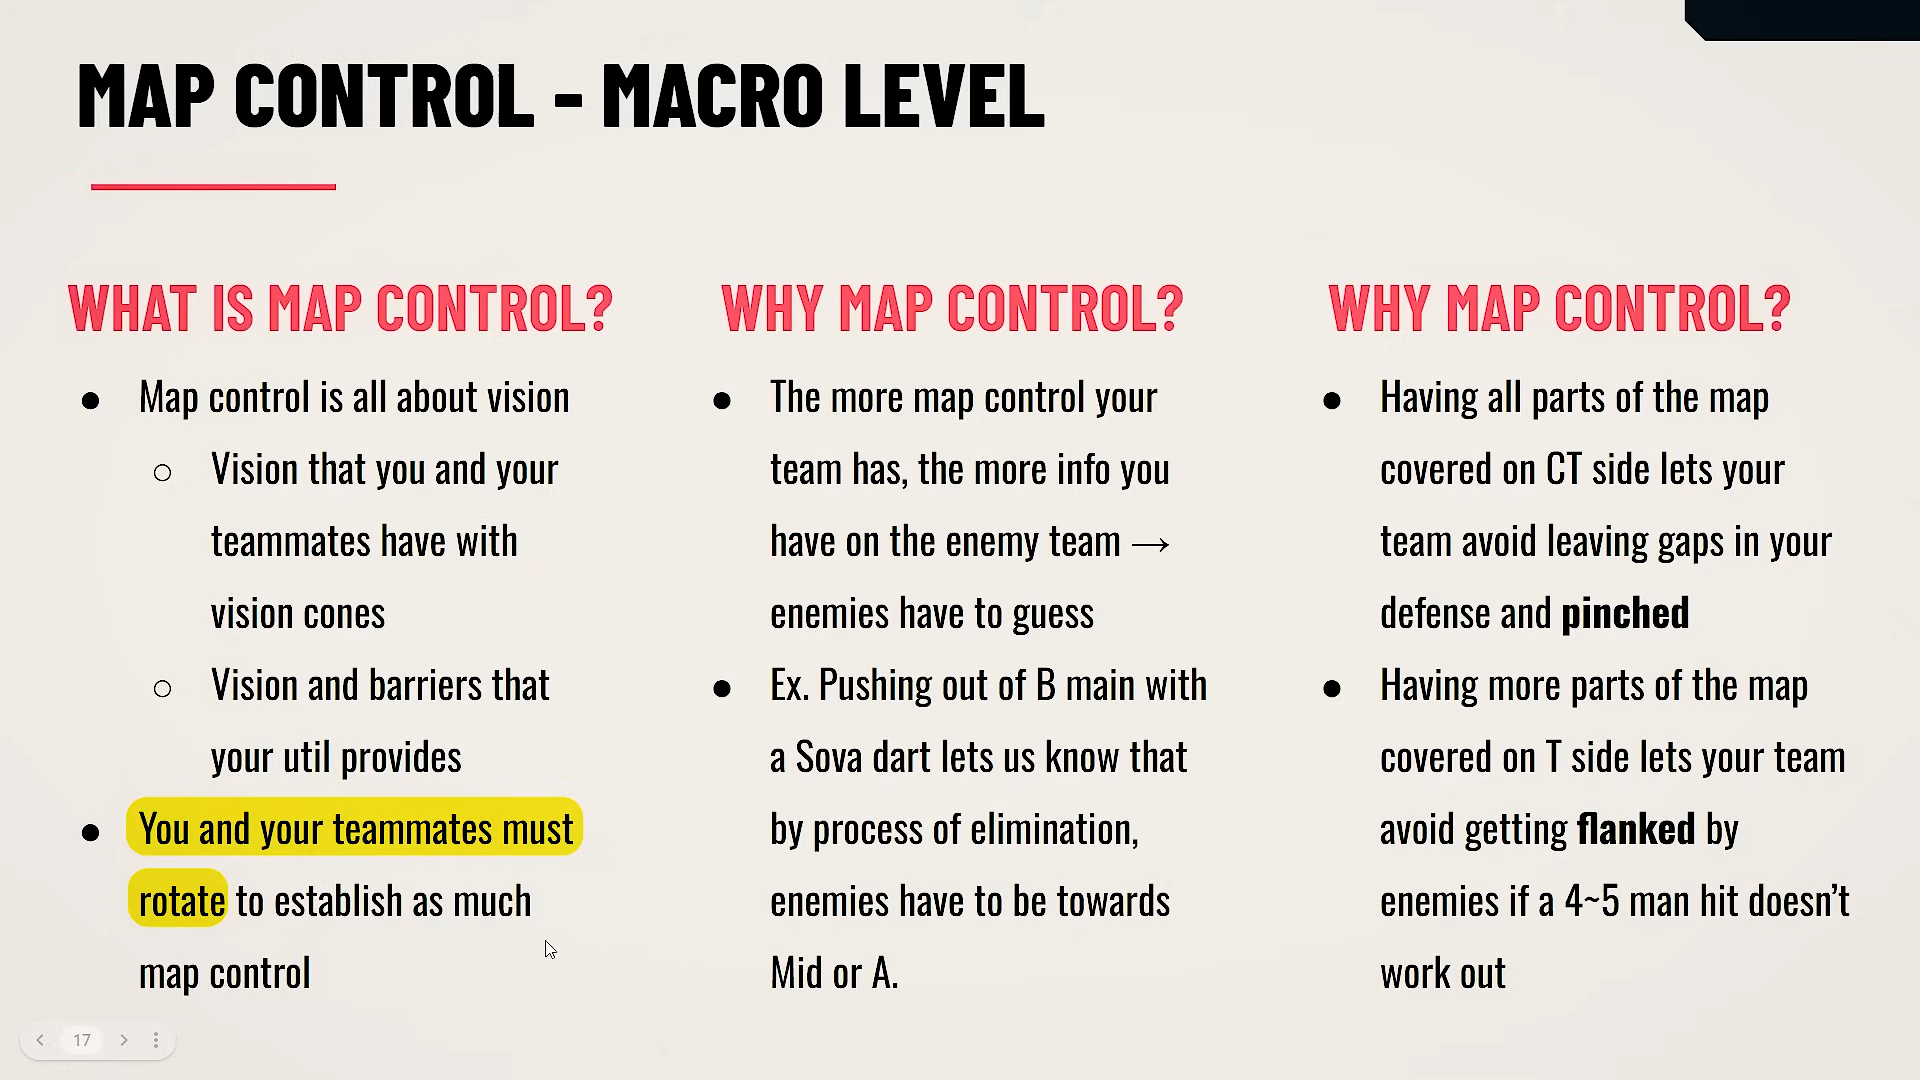 MAP CONTROL - MACRO LEVEL
WHAT IS MAP CONTROL?
● Map control is all about vision
○ Vision that you and your
teammates have with
vision cones
○ Vision and barriers that
your util provides
● You and your teammates must
rotate to establish as much
map control
WHY MAP CONTROL?
● The more map control your
team has, the more info you
have on the enemy team →
enemies have to guess
● Ex. Pushing out of B main with
a Sova dart lets us know that
by process of elimination,
enemies have to be towards
Mid or A.
WHY MAP CONTROL?
● Having all parts of the map
covered on CT side lets your
team avoid leaving gaps in your
defense and pinched
● Having more parts of the map
covered on T side lets your team
avoid getting flanked by
enemies if a 4~5 man hit doesn't
work out
17